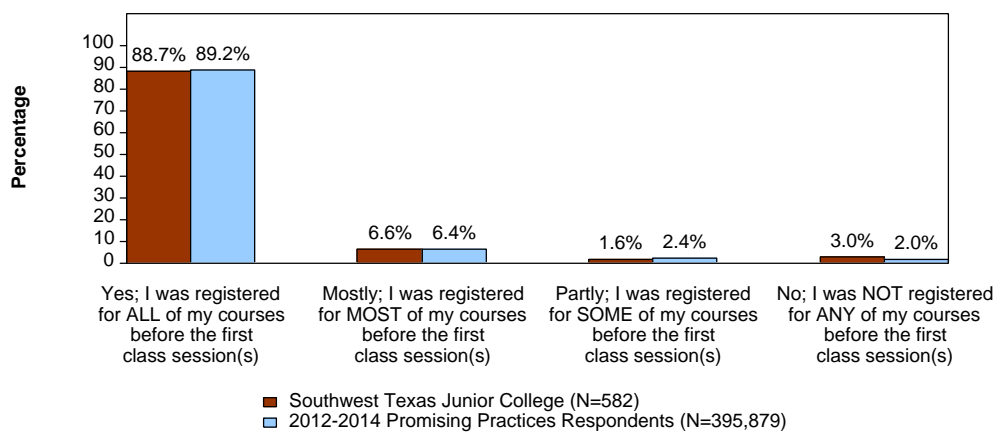 Percentage
100
90
80
70
60
50
40
30
20
10
0
88.7% 89.2%
6.6% 6.4%
1.6% 2.4%
3.0% 2.0%
Yes; I was registered
for ALL of my courses
before the first
class session(s)
Mostly; I was registered
for MOST of my courses
before the first
class session(s)
Partly; I was registered
for SOME of my courses
before the first
class session(s)
No; I was NOT registered
for ANY of my courses
before the first
class session(s)
Southwest Texas Junior College (N=582)
2012-2014 Promising Practices Respondents (N=395,879)